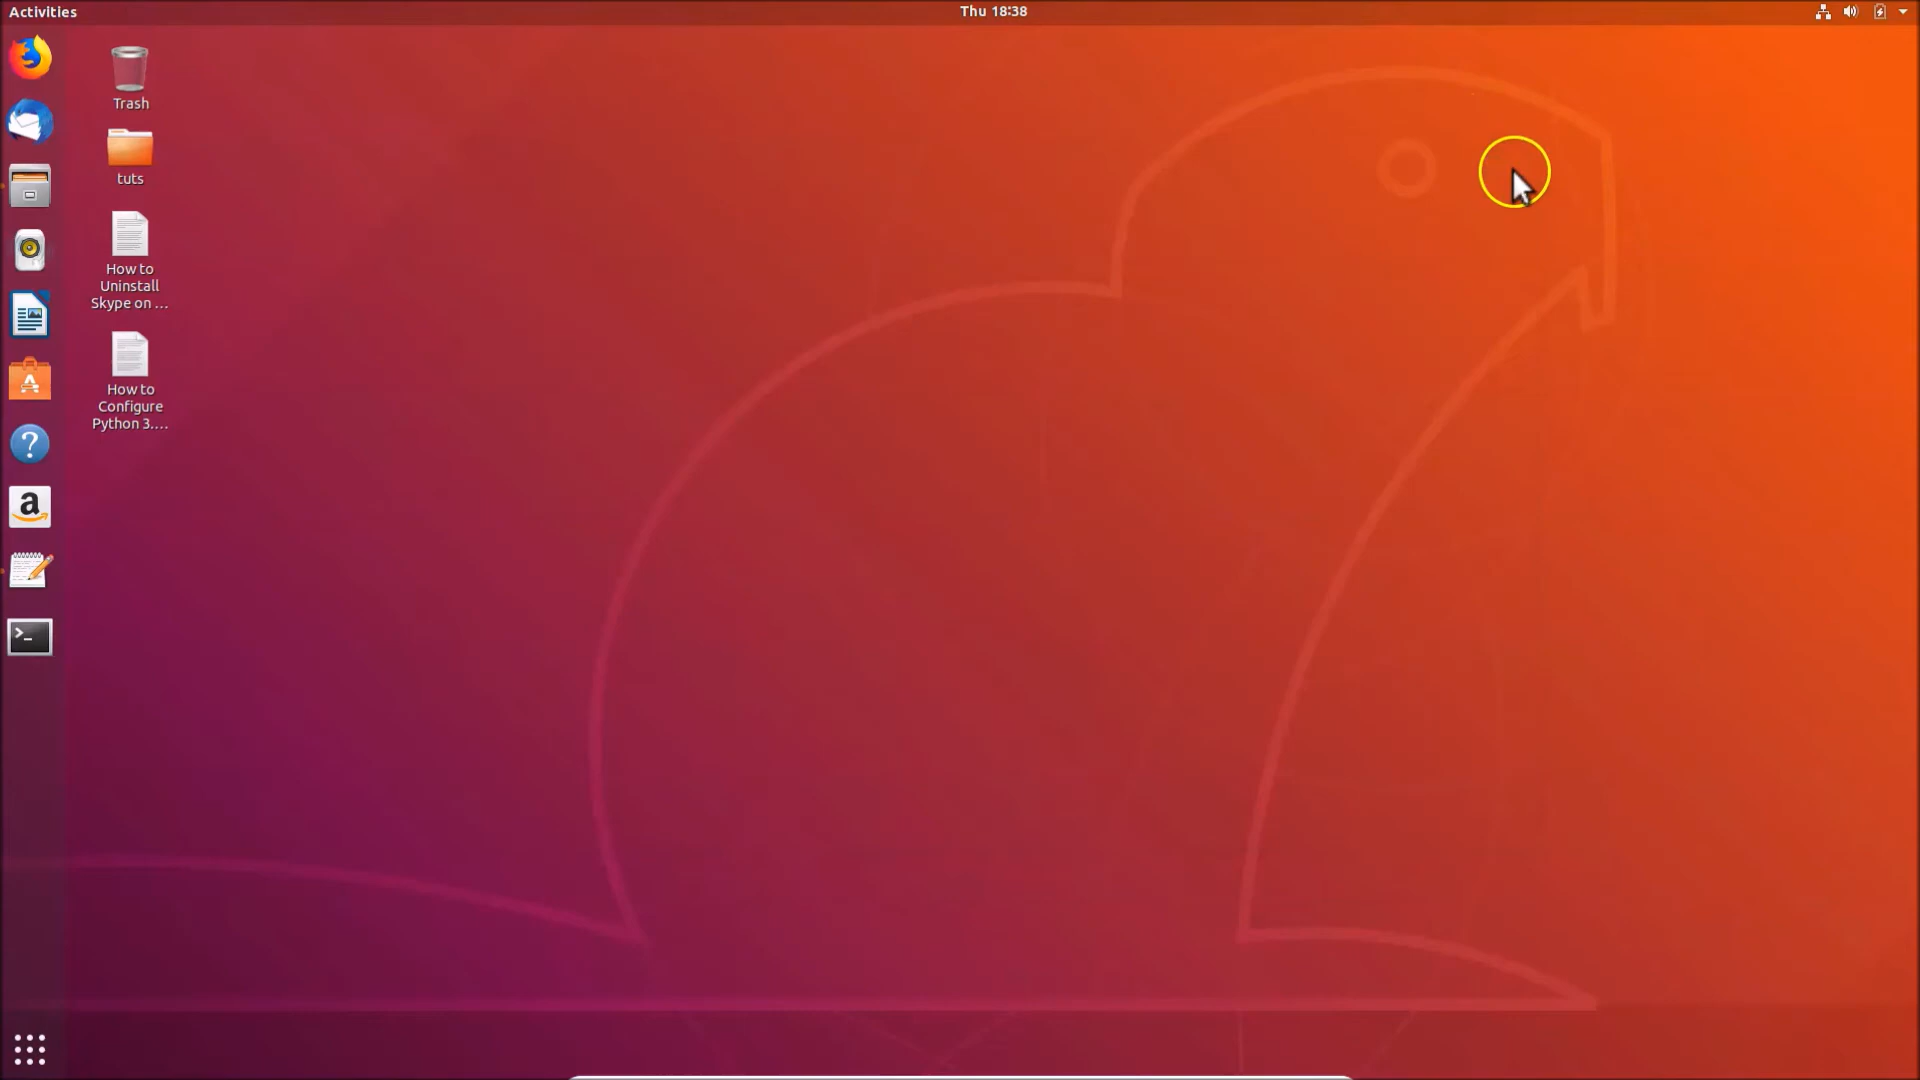 Activities
Thu 18:38
Trash
tuts
How to
Uninstall
Skype on ...
How to
Configure
Python 3....